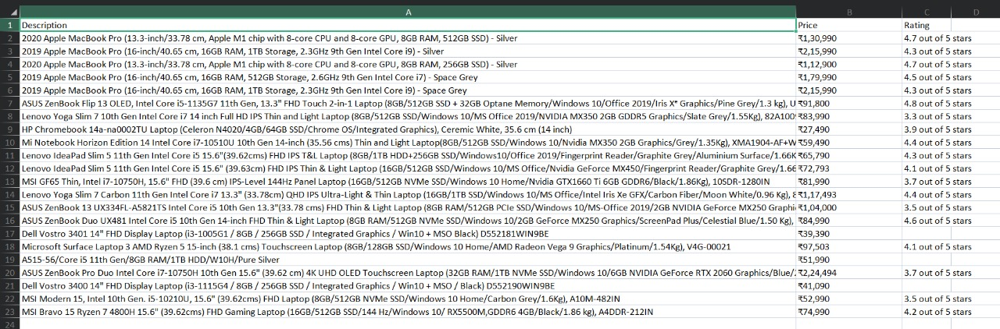 A B C D
1 Description Price Rating
2 2020 Apple MacBook Pro (13.3-inch/33.78 cm, Apple M1 chip with 8-core CPU and 8-core GPU, 8GB RAM, 512GB SSD) - Silver ₹1,30,990 4.7 out of 5 stars
3 2019 Apple MacBook Pro (16-inch/40.65 cm, 16GB RAM, 1TB Storage, 2.3GHz 9th Gen Intel Core i9) - Silver ₹2,15,990 4.3 out of 5 stars
4 2020 Apple MacBook Pro (13.3-inch/33.78 cm, Apple M1 chip with 8-core CPU and 8-core GPU, 8GB RAM, 256GB SSD) - Silver ₹1,12,900 4.7 out of 5 stars
5 2019 Apple MacBook Pro (16-inch/40.65 cm, 16GB RAM, 512GB Storage, 2.6GHz 9th Gen Intel Core i7) - Space Grey ₹1,79,990 4.5 out of 5 stars
6 2019 Apple MacBook Pro (16-inch/40.65 cm, 16GB RAM, 1TB Storage, 2.3GHz 9th Gen Intel Core i9) - Space Grey ₹2,15,990 4.3 out of 5 stars
7 ASUS ZenBook Flip 13 OLED, Intel Core i5-1135G7 11th Gen, 13.3" FHD Touch 2-in-1 Laptop (8GB/512GB SSD + 32GB Optane Memory/Windows 10/Office 2019/Iris Xᵉ Graphics/Pine Grey/1.3 kg), U ₹91,800 4.8 out of 5 stars
8 Lenovo Yoga Slim 7 10th Gen Intel Core i7 14 inch Full HD IPS Thin and Light Laptop (8GB/512GB SSD/Windows 10/MS Office 2019/NVIDIA MX350 2GB GDDR5 Graphics/Slate Grey/1.55Kg), 82A100 ₹83,990 3.3 out of 5 stars
9 HP Chromebook 14a-na0002TU Laptop (Celeron N4020/4GB/64GB SSD/Chrome OS/Integrated Graphics), Ceremic White, 35.6 cm (14 inch) ₹27,490 3.9 out of 5 stars
10 Mi Notebook Horizon Edition 14 Intel Core i7-10510U 10th Gen 14-inch (35.56 cms) Thin and Light Laptop(8GB/512GB SSD/Windows 10/Nvidia MX350 2GB Graphics/Grey/1.35Kg), XMA1904-AF+W ₹59,490 4.4 out of 5 stars
11 Lenovo IdeaPad Slim 5 11th Gen Intel Core i5 15.6"(39.62cms) FHD IPS T&L Laptop (8GB/1TB HDD+256GB SSD/Windows10/Office 2019/Fingerprint Reader/Graphite Grey/Aluminium Surface/1.66K ₹65,790 4.3 out of 5 stars
12 Lenovo IdeaPad Slim 5 11th Gen Intel Core i5 15.6" (39.63cm) FHD IPS Thin & Light Laptop (16GB/512GB SSD/Windows 10/MS Office/Nvidia GeForce MX450/Fingerprint Reader/Graphite Grey/1.66 ₹72,793 4.1 out of 5 stars
13 MSI GF65 Thin, Intel i7-10750H, 15.6" FHD (39.6 cm) IPS-Level 144Hz Panel Laptop (16GB/512GB NVMe SSD/Windows 10 Home/Nvidia GTX1660 Ti 6GB GDDR6/Black/1.86Kg), 10SDR-1280IN ₹81,990 3.7 out of 5 stars
14 Lenovo Yoga Slim 7 Carbon 11th Gen Intel Core i7 13.3" (33.78cm) QHD IPS Ultra-Light & Thin Laptop (16GB/1TB SSD/Windows 10/MS Office/Intel Iris Xe GFX/Carbon Fiber/Moon White/0.96 Kg), 8 ₹1,17,493 4.4 out of 5 stars
15 ASUS ZenBook 13 UX334FL-A5821TS Intel Core i5 10th Gen 13.3"(33.78 cms) FHD Thin & Light Laptop (8GB RAM/512GB PCIe SSD/Windows 10/MS-Office 2019/2GB NVIDIA GeForce MX250 Graphi ₹1,04,000 3.5 out of 5 stars
16 ASUS ZenBook Duo UX481 Intel Core i5 10th Gen 14-inch FHD Thin & Light Laptop (8GB RAM/512GB NVMe SSD/Windows 10/2GB GeForce MX250 Graphics/ScreenPad Plus/Celestial Blue/1.50 Kg), ₹84,990 4.6 out of 5 stars
17 Dell Vostro 3401 14" FHD Display Laptop (i3-1005G1 / 8GB / 256GB SSD / Integrated Graphics / Win10 + MSO Black) D552181WIN9BE ₹39,390
18 Microsoft Surface Laptop 3 AMD Ryzen 5 15-inch (38.1 cms) Touchscreen Laptop (8GB/128GB SSD/Windows 10 Home/AMD Radeon Vega 9 Graphics/Platinum/1.54Kg), V4G-00021 ₹97,503 4.1 out of 5 stars
19 A515-56/Core i5 11th Gen/8GB RAM/1TB HDD/W10H/Pure Silver ₹51,990
20 ASUS ZenBook Pro Duo Intel Core i7-10750H 10th Gen 15.6" (39.62 cm) 4K UHD OLED Touchscreen Laptop (32GB RAM/1TB NVMe SSD/Windows 10/6GB NVIDIA GeForce RTX 2060 Graphics/Blue/ ₹2,24,494 3.7 out of 5 stars
21 Dell Vostro 3400 14" FHD Display Laptop (i3-1115G4 / 8GB / 256GB SSD / Integrated Graphics / Win10 + MSO / Black) D552190WIN9BE ₹41,090
22 MSI Modern 15, Intel 10th Gen. i5-10210U, 15.6" (39.62cms) FHD Laptop (8GB/512GB NVMe SSD/Windows 10 Home/Carbon Grey/1.6Kg), A10M-482IN ₹52,990 3.5 out of 5 stars
23 MSI Bravo 15 Ryzen 7 4800H 15.6" (39.62cms) FHD Gaming Laptop (16GB/512GB SSD/144 Hz/Windows 10/ RX5500M,GDDR6 4GB/Black/1.86 kg), A4DDR-212IN ₹74,990 4.2 out of 5 stars
24